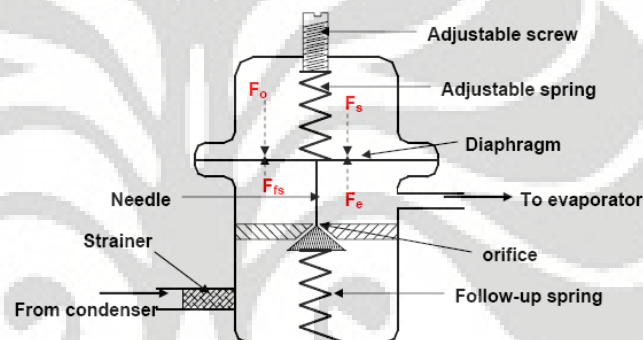 Adjustable screw
Fo
Fs
Adjustable spring
Diaphragm
Ffs
Fe
Needle
To evaporator
Strainer
orifice
From condenser
Follow-up spring